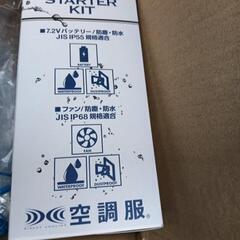 STARTER
KIT
■7.2Vバッテリー/防塵・防水
JIS IP55 規格適合
BATTERY
WATERPROOF DUSTPROOF
■ファン/防塵・防水
JIS IP68 規格適合
FAN
WATERPROOF DUSTPROOF
空調服®
DIRECT COOLING